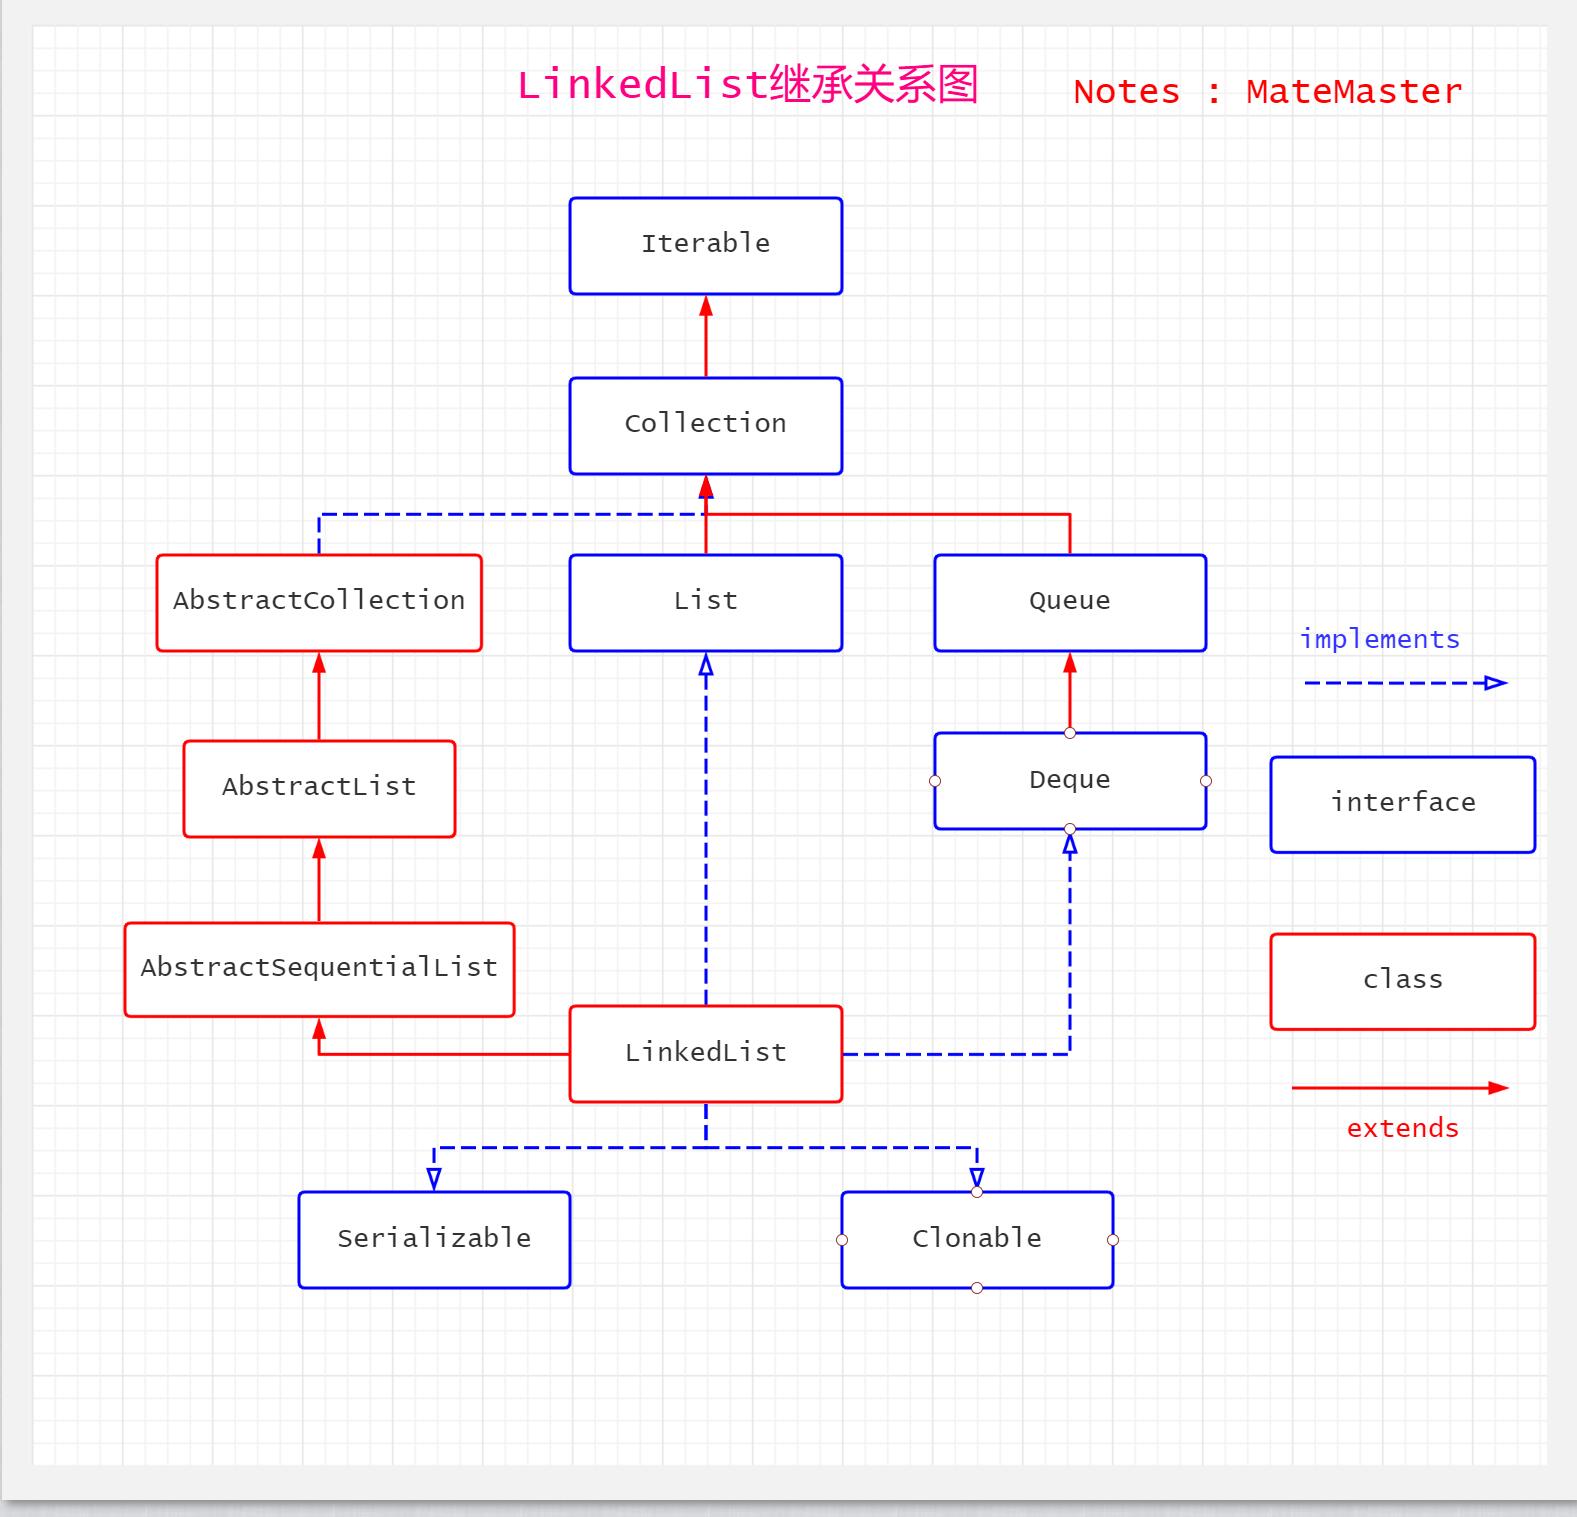 LinkedList继承关系图
Notes : MateMaster
Iterable
Collection
AbstractCollection
List
Queue
implements
AbstractList
Deque
interface
AbstractSequentialList
class
LinkedList
extends
Serializable
Clonable